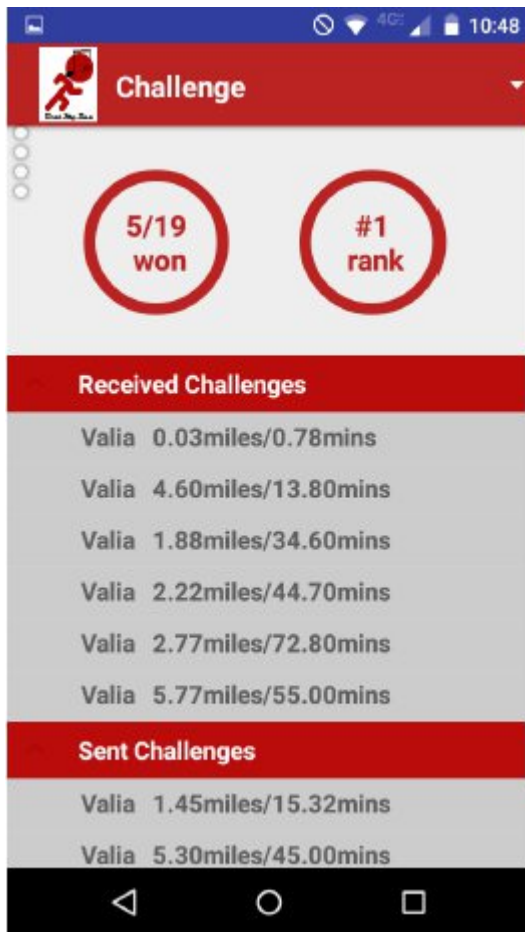 4G 10:48
Challenge
5/19
won
#1
rank
Received Challenges
Valia 0.03miles/0.78mins
Valia 4.60miles/13.80mins
Valia 1.88miles/34.60mins
Valia 2.22miles/44.70mins
Valia 2.77miles/72.80mins
Valia 5.77miles/55.00mins
Sent Challenges
Valia 1.45miles/15.32mins
Valia 5.30miles/45.00mins